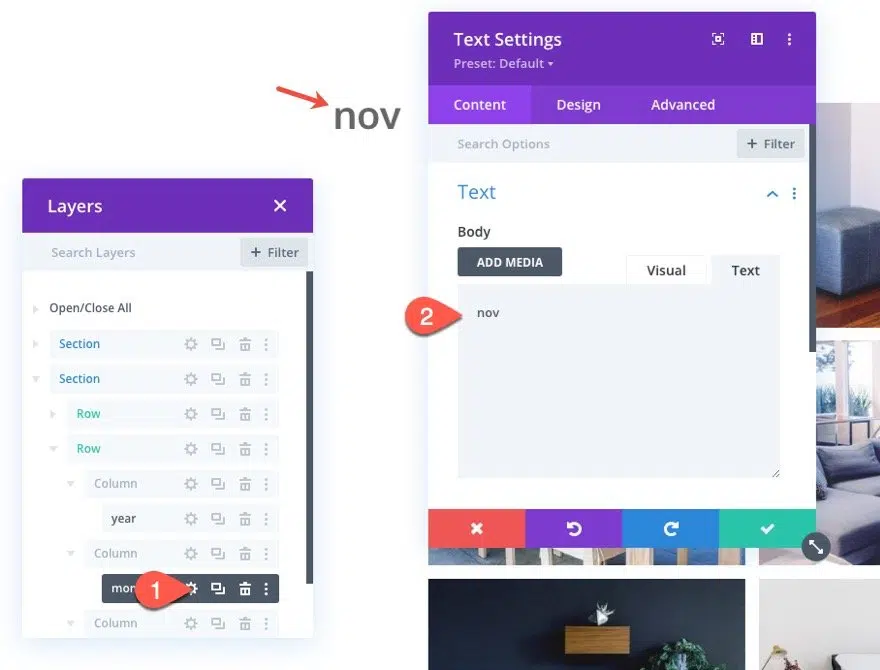 nov
Layers
Search Layers
+ Filter
Open/Close All
Section
Section
Row
Row
Column
year
Column
1
Column
Text Settings
Preset: Default
Content Design Advanced
Search Options
+ Filter
Text
Body
ADD MEDIA
Visual Text
2
nov